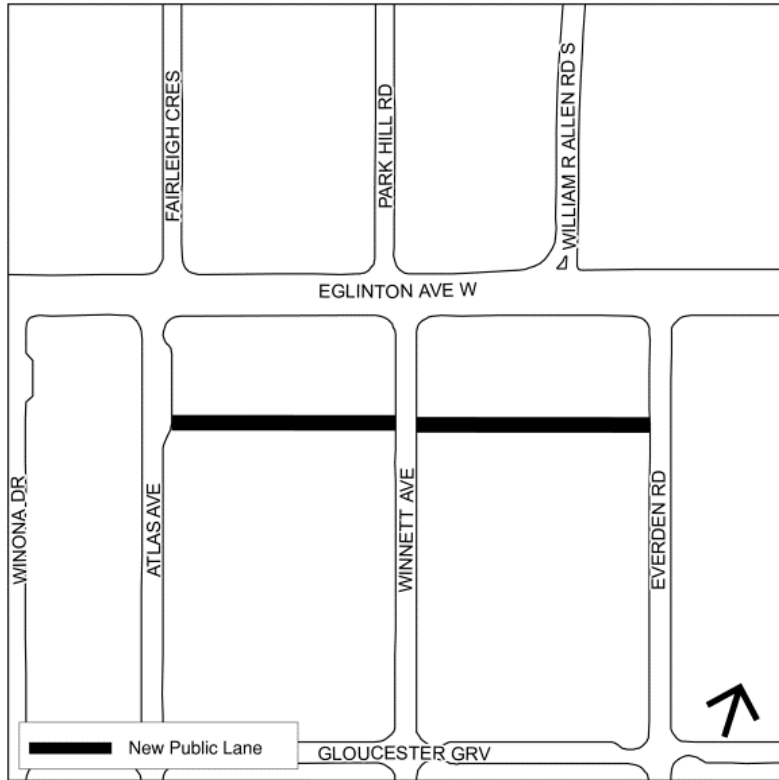 FAIRLEIGH CRES
PARK HILL RD
WILLIAM R ALLEN RD S
EGLINTON AVE W
WINONA DR
ATLAS AVE
WINNETT AVE
EVERDEN RD
New Public Lane
GLOUCESTER GRV